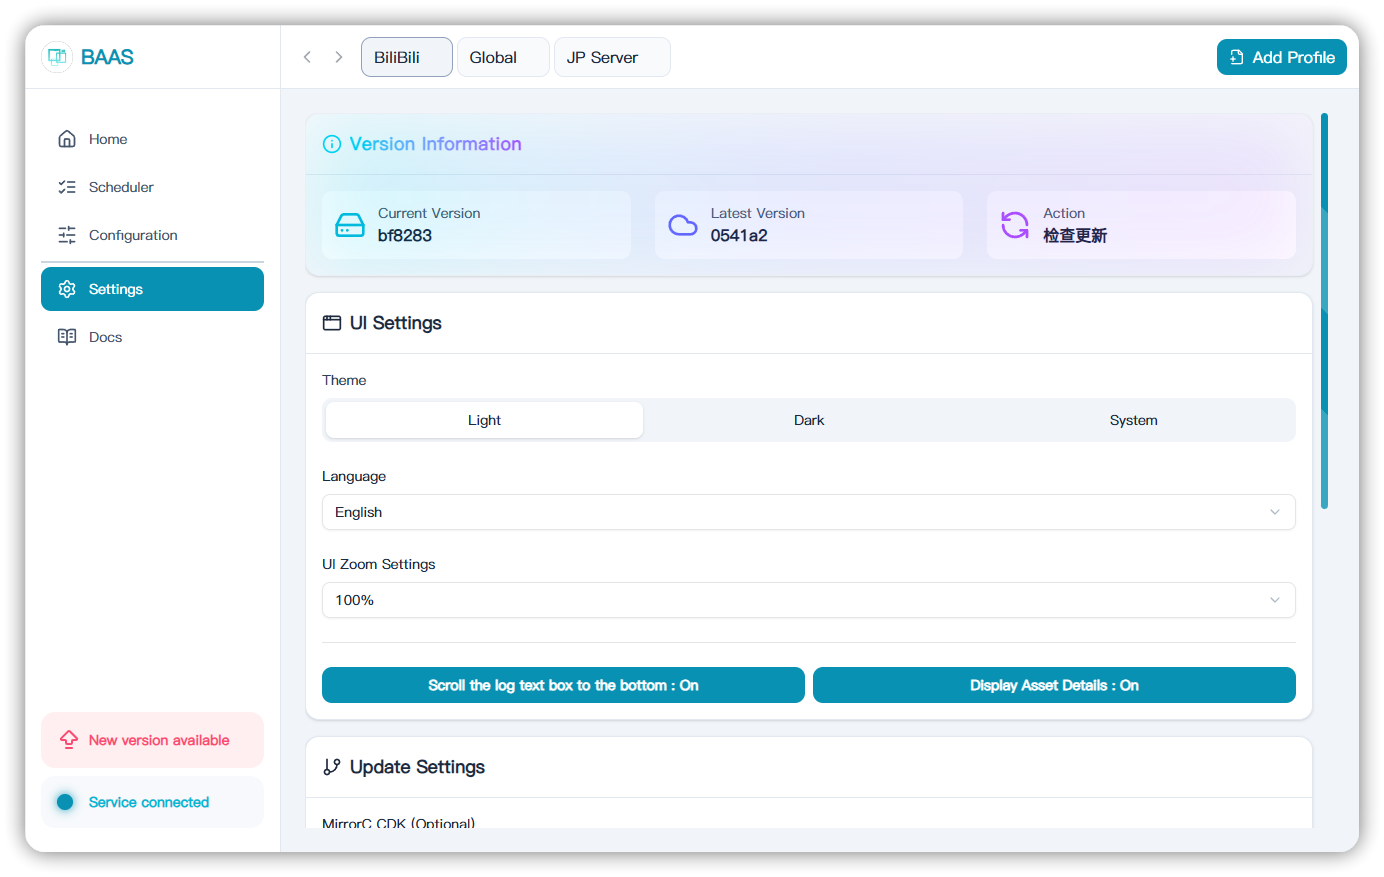 BAAS
BiliBili
Global
JP Server
Add Profile
Home
Scheduler
Configuration
Settings
Docs
New version available
Service connected
Version Information
Current Version
bf8283
Latest Version
0541a2
Action
检查更新
UI Settings
Theme
Light
Dark
System
Language
English
UI Zoom Settings
100%
Scroll the log text box to the bottom : On
Display Asset Details : On
Update Settings
MirrorC CDK (Optional)